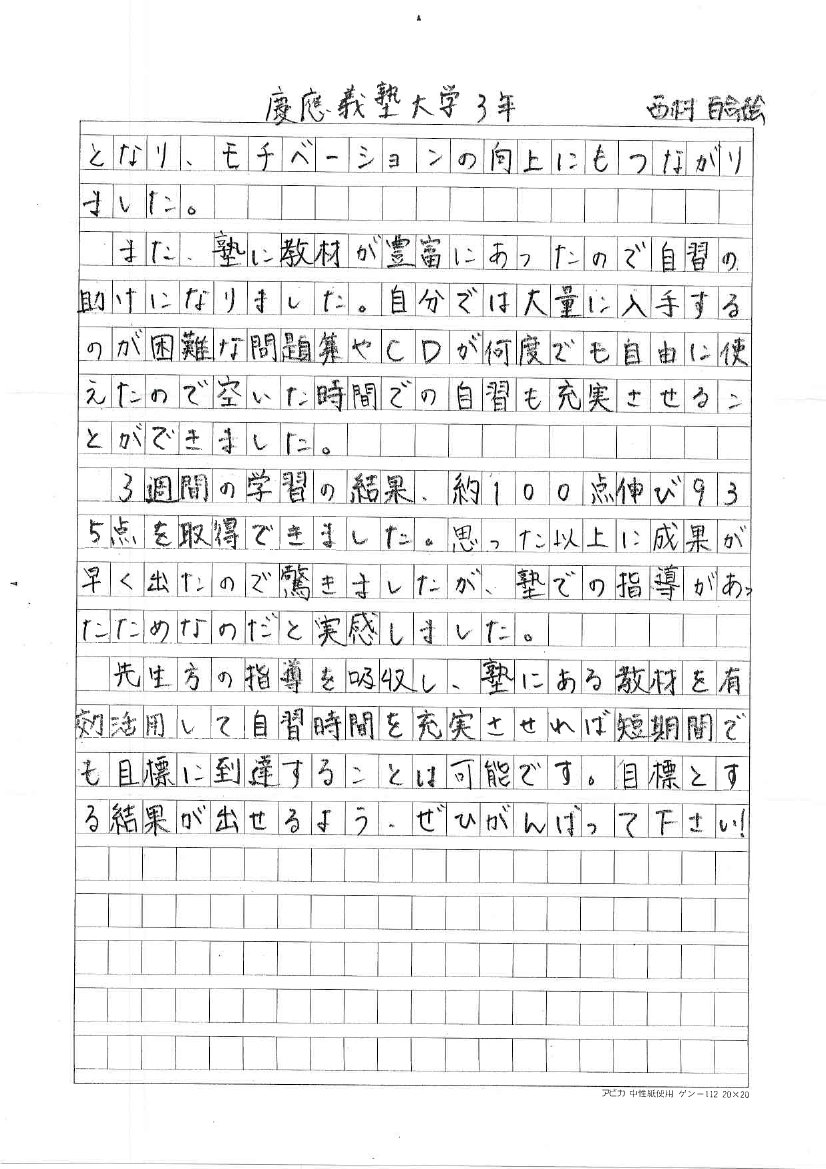 慶應義塾大学3年 西村 百合絵
となり、モチベーションの向上にもつながり
ました。
また、塾に教材が豊富にあったので自習の
助けになりました。自分では大量に入手する
のが困難な問題集やCDが何度でも自由に使
えたので空いた時間での自習も充実させるこ
とができました。
3週間の学習の結果、約100点伸び93
5点を取得できました。思った以上に成果が
早く出たので驚きましたが、塾での指導があっ
たためなのだと実感しました。
先生方の指導を吸収し、塾にある教材を有
効活用して自習時間を充実させれば短期間で
も目標に到達することは可能です。目標とす
る結果が出せるよう、ぜひがんばって下さい!
アピカ 中性紙使用 ゲンー112 20×20